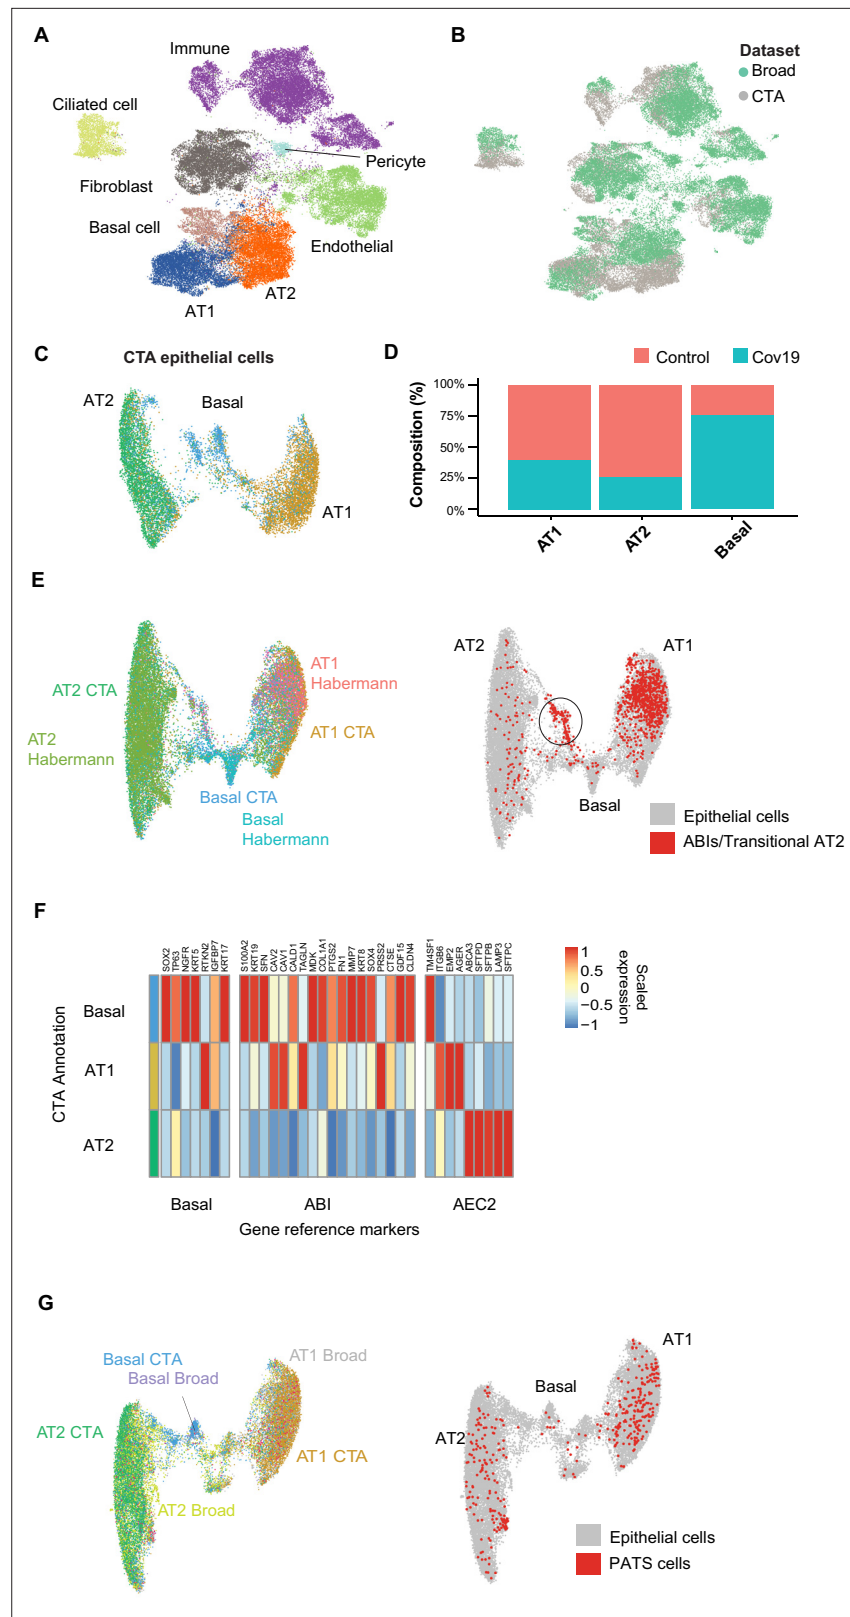 A
Immune
Ciliated cell
Pericyte
Fibroblast
Basal cell
Endothelial
AT2
AT1
B
Dataset
Broad
CTA
C
CTA epithelial cells
AT2
Basal
AT1
D
Control
Cov19
Composition (%)
100%
75%
50%
25%
0%
AT1
AT2
Basal
E
AT2 CTA
AT2
Habermann
AT1
Habermann
AT1 CTA
Basal CTA
Basal
Habermann
AT2
AT1
Basal
Epithelial cells
ABIs/Transitional AT2
F
SOX2
TP63
NGFR
KRT5
RTKN2
IGFBP7
KRT17
S100A2
KRT19
SFN
CAV2
CAV1
CALD1
TAGLN
MDK
COL1A1
PTGS2
FN1
MMP7
KRT8
SOX4
PRSS2
CTSE
GDF15
CLDN4
TM4SF1
ITGB6
EMP2
AGER
ABCA3
SFTPD
SFTPB
LAMP3
SFTPC
CTA Annotation
Basal
AT1
AT2
1
0.5
0
−0.5
−1
Scaled
expression
Basal
ABI
AEC2
Gene reference markers
G
Basal CTA
Basal Broad
AT1 Broad
AT2 CTA
AT1 CTA
AT2 Broad
AT1
Basal
AT2
Epithelial cells
PATS cells